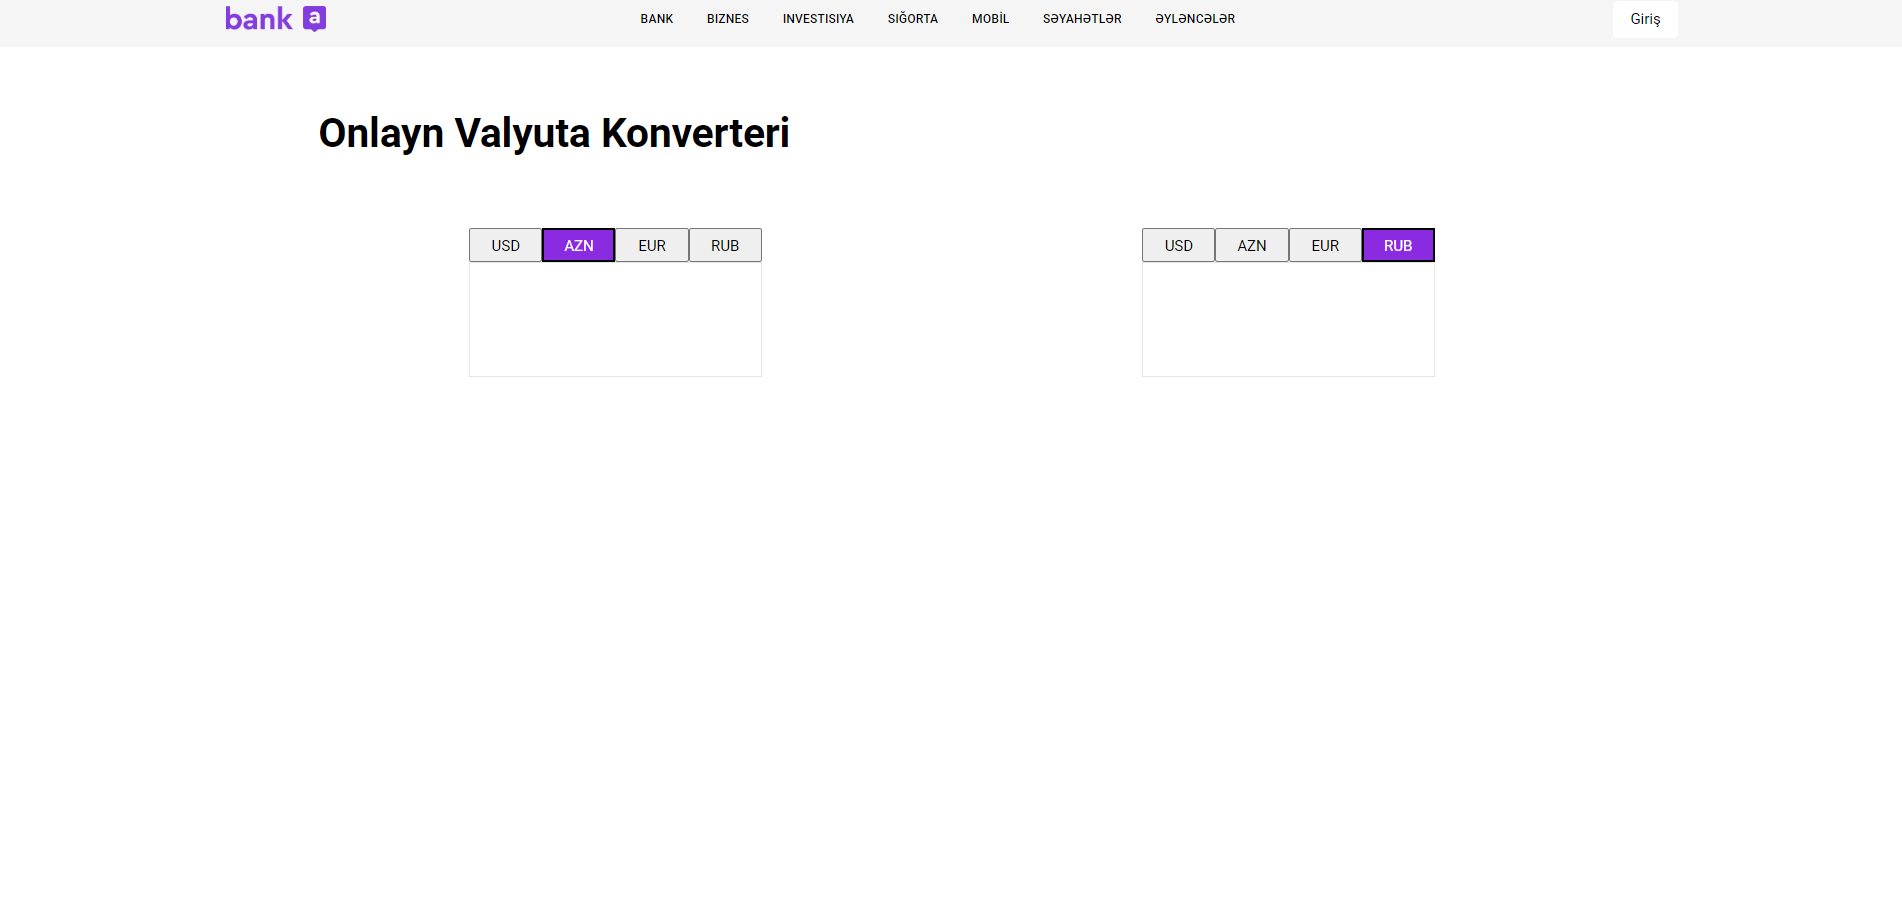 bank a BANK BIZNES INVESTISIYA SIĞORTA MOBİL SƏYAHƏTLƏR ƏYLƏNCƏLƏR Giriş
Onlayn Valyuta Konverteri
USD AZN EUR RUB USD AZN EUR RUB